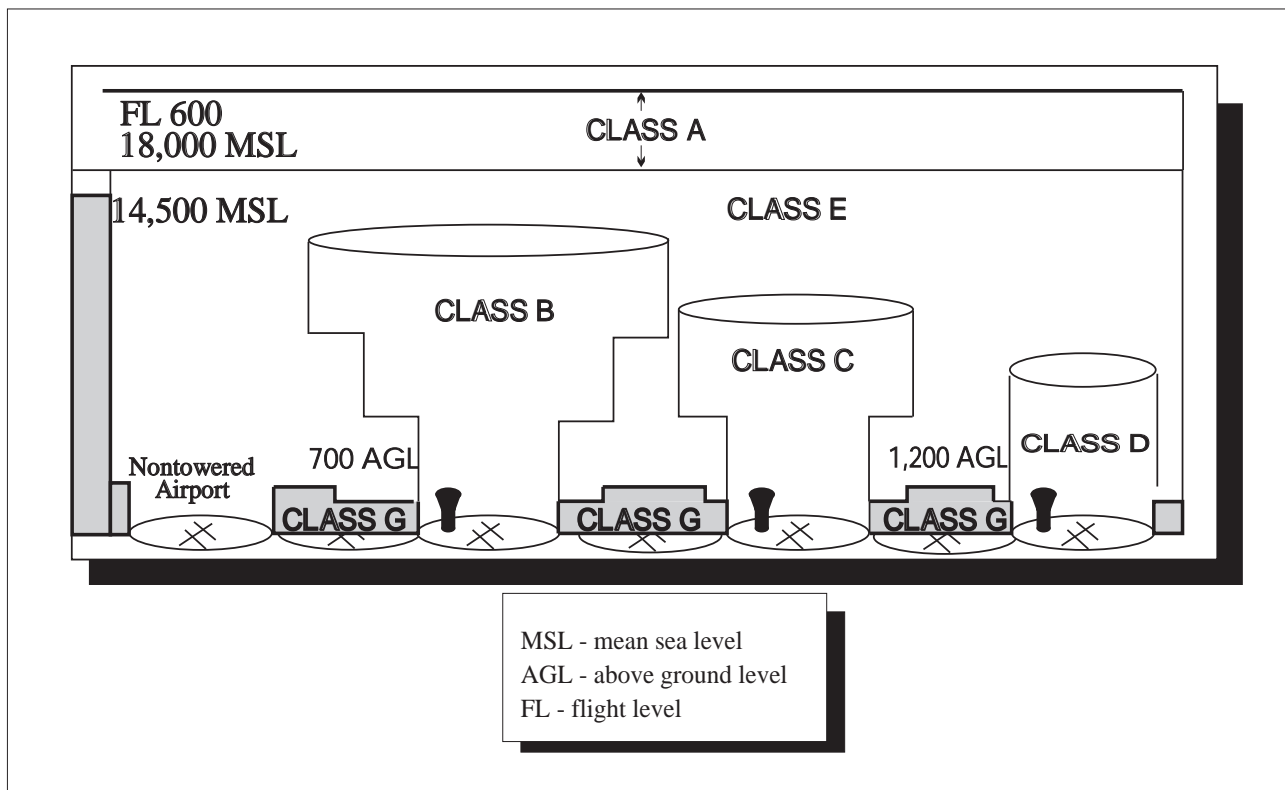 FL 600
18,000 MSL
CLASS A
14,500 MSL
CLASS E
CLASS B
CLASS C
CLASS D
Nontowered
Airport
700 AGL
1,200 AGL
CLASS G
CLASS G
CLASS G
MSL - mean sea level
AGL - above ground level
FL - flight level